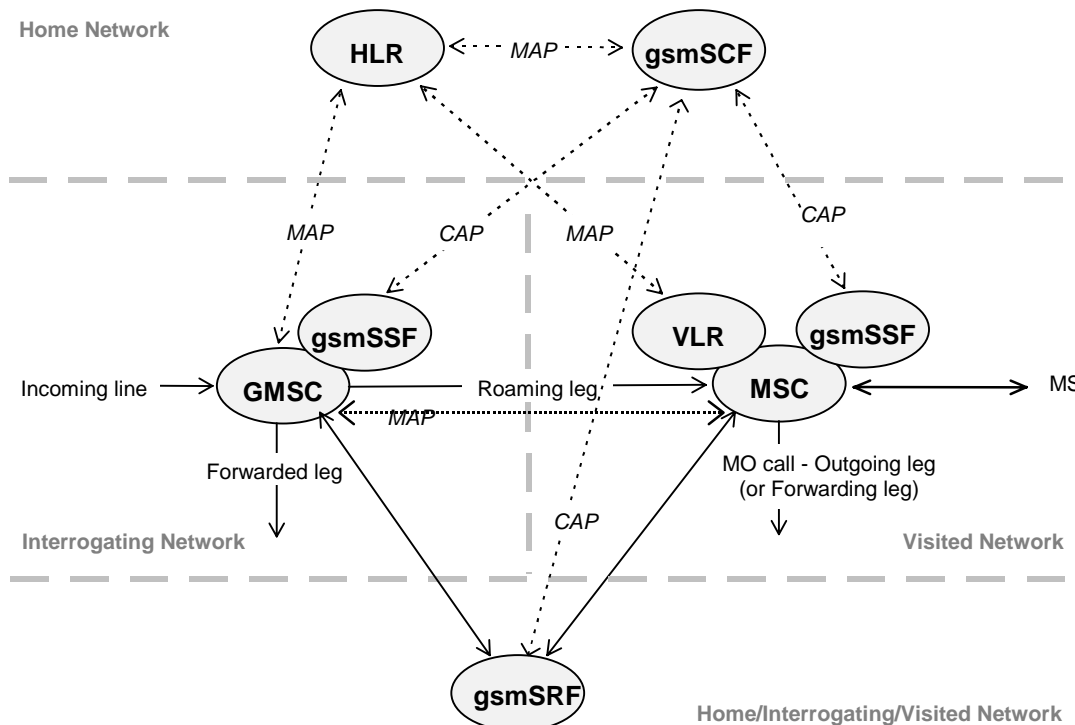 Home Network
HLR
MAP
gsmSCF
MAP
CAP
MAP
CAP
gsmSSF
VLR
gsmSSF
Incoming line
GMSC
Roaming leg
MSC
MS
MAP
Forwarded leg
MO call - Outgoing leg
(or Forwarding leg)
CAP
Interrogating Network
Visited Network
gsmSRF
Home/Interrogating/Visited Network